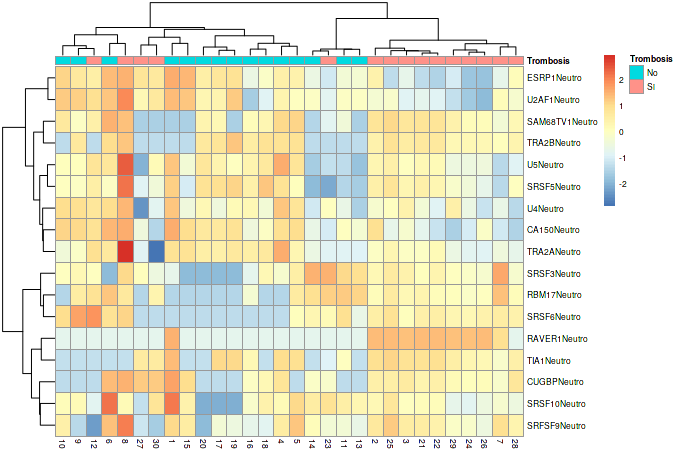 Trombosis
ESRP1Neutro
U2AF1Neutro
SAM68TV1Neutro
TRA2BNeutro
U5Neutro
SRSF5Neutro
U4Neutro
CA150Neutro
TRA2ANeutro
SRSF3Neutro
RBM17Neutro
SRSF6Neutro
RAVER1Neutro
TIA1Neutro
CUGBPNeutro
SRSF10Neutro
SRFSF9Neutro
10 9 12 6 8 27 30 1 15 20 17 19 16 18 4 5 14 23 11 13 2 25 3 21 22 29 24 26 7 28
2
1
0
-1
-2
Trombosis
No
SI